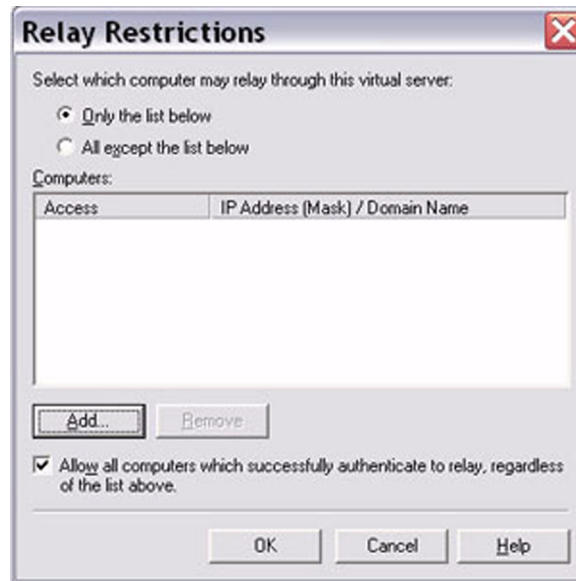 Relay Restrictions
Select which computer may relay through this virtual server:
Only the list below
All except the list below
Computers:
Access IP Address (Mask) / Domain Name
Add... Remove
Allow all computers which successfully authenticate to relay, regardless
of the list above.
OK Cancel Help